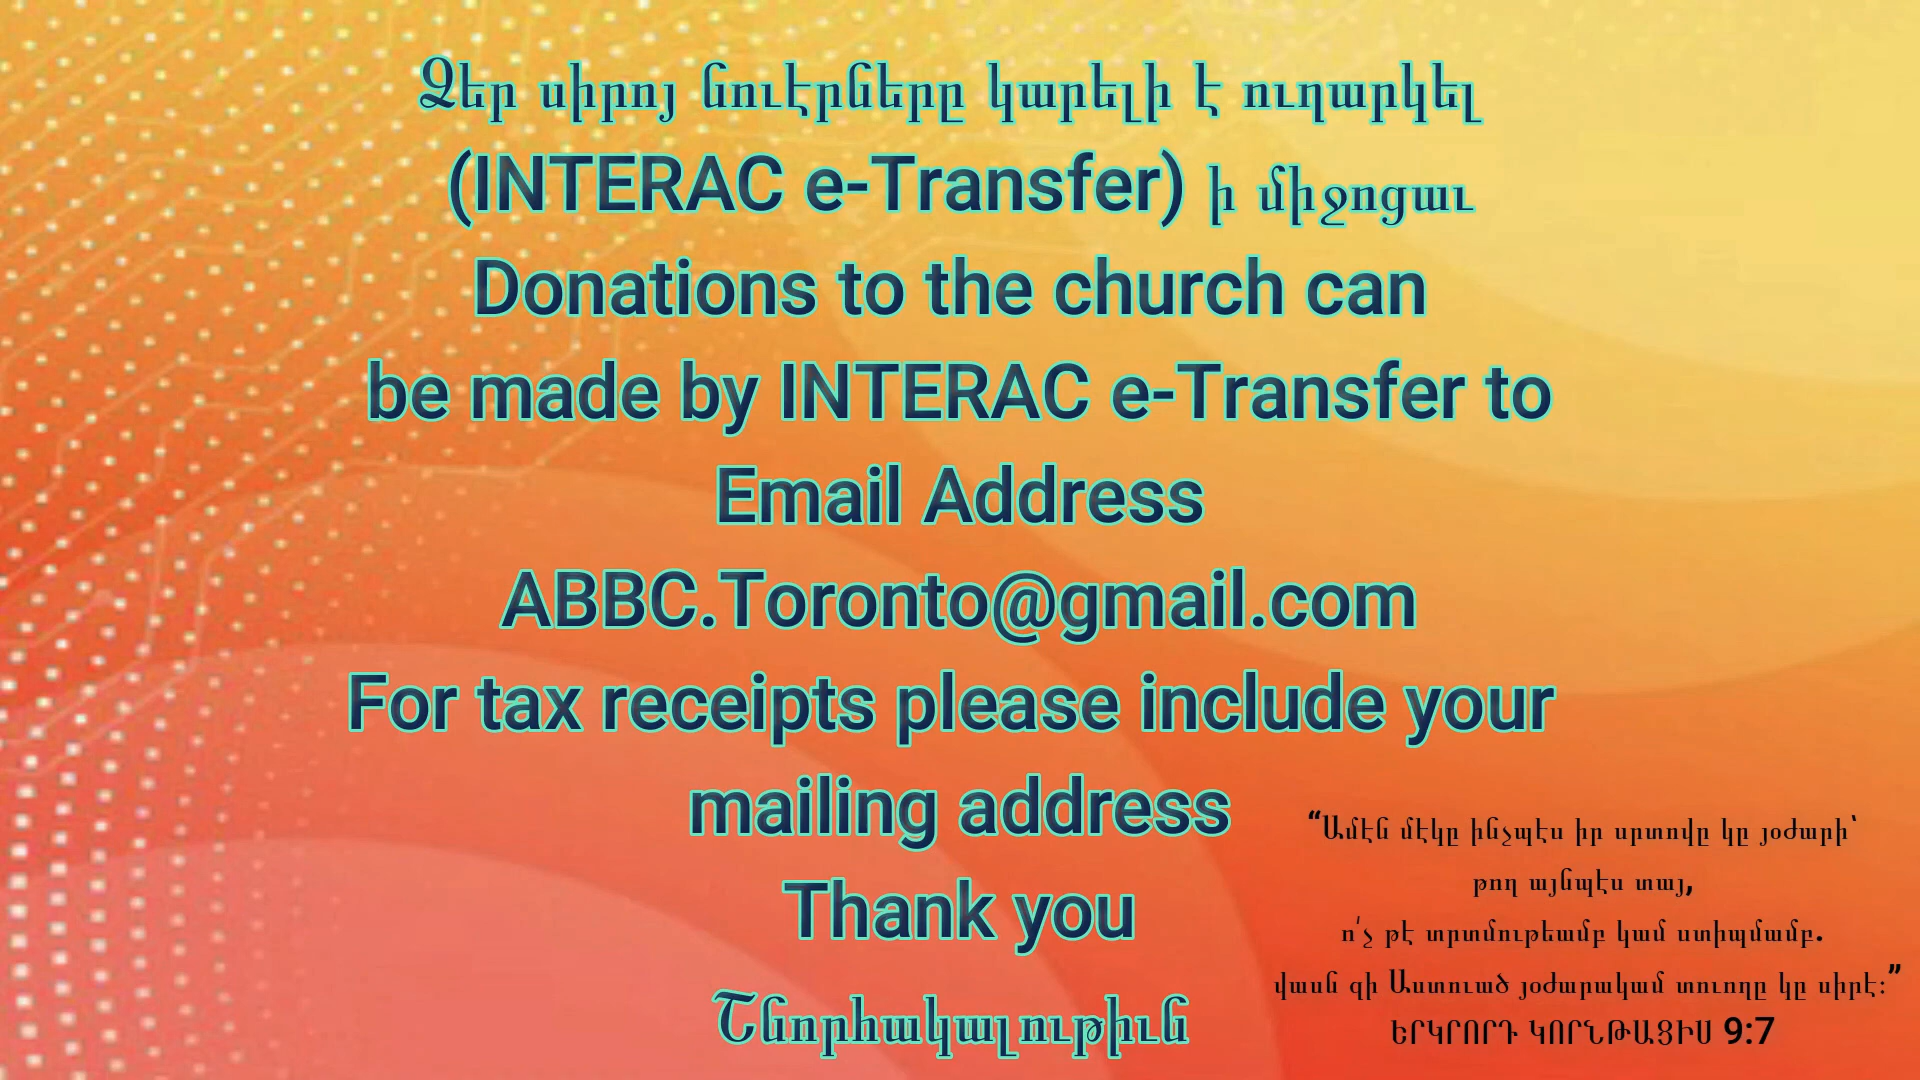 Ձեր սիրոյ նուէրները կարելի է ուղարկել
(INTERAC e-Transfer) ի միջոցաւ
Donations to the church can
be made by INTERAC e-Transfer to
Email Address
ABBC.Toronto@gmail.com
For tax receipts please include your
mailing address
Thank you
Շնորհակալութիւն
“Ամէն մէկը ինչպէս իր սրտովը կը յօժարի՝
թող այնպէս տայ,
ո՛չ թէ տրտմութեամբ կամ ստիպմամբ.
վասն զի Աստուած յօժարակամ տուողը կը սիրէ։”
ԵՐԿՐՈՐԴ ԿՈՐՆԹԱՑԻՍ 9:7